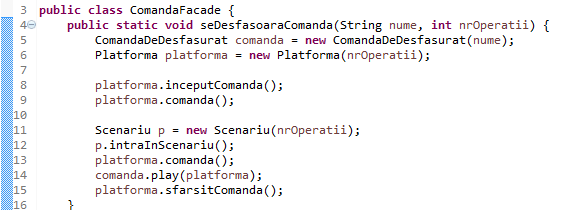 3 public class ComandaFacade {
4 public static void seDesfasoaraComanda(String nume, int nrOperatii) {
5 ComandaDeDesfasurat comanda = new ComandaDeDesfasurat(nume);
6 Platforma platforma = new Platforma(nrOperatii);
7
8 platforma.inceputComanda();
9 platforma.comanda();
10
11 Scenariu p = new Scenariu(nrOperatii);
12 p.intraInScenariu();
13 platforma.comanda();
14 comanda.play(platforma);
15 platforma.sfarsitComanda();
16 }